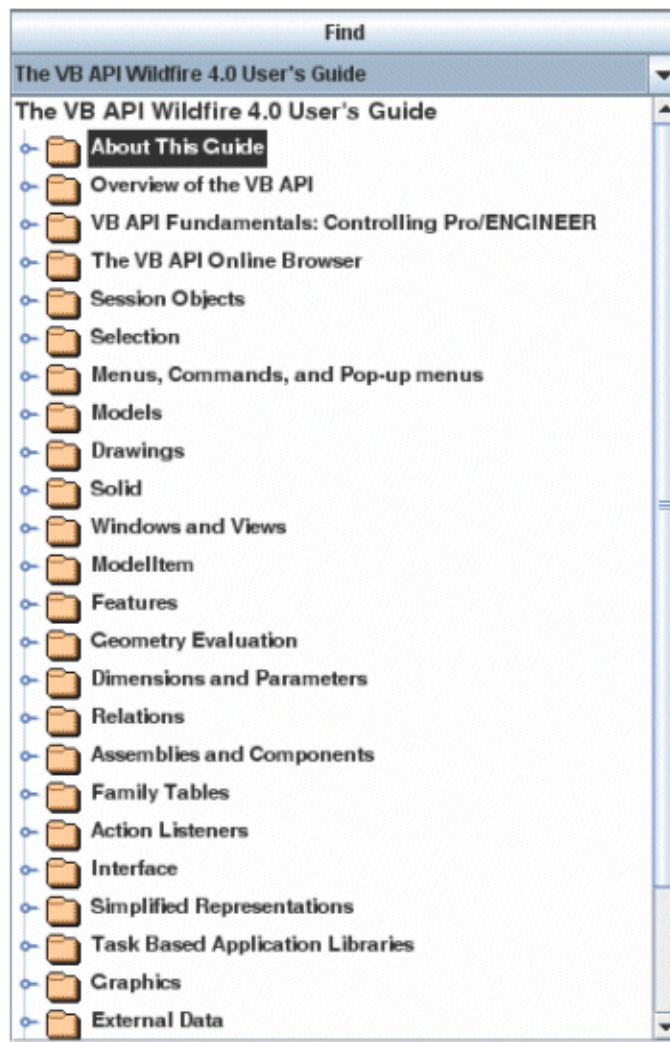 Find
The VB API Wildfire 4.0 User's Guide
The VB API Wildfire 4.0 User's Guide
About This Guide
Overview of the VB API
VB API Fundamentals: Controlling Pro/ENGINEER
The VB API Online Browser
Session Objects
Selection
Menus, Commands, and Pop-up menus
Models
Drawings
Solid
Windows and Views
ModelItem
Features
Geometry Evaluation
Dimensions and Parameters
Relations
Assemblies and Components
Family Tables
Action Listeners
Interface
Simplified Representations
Task Based Application Libraries
Graphics
External Data